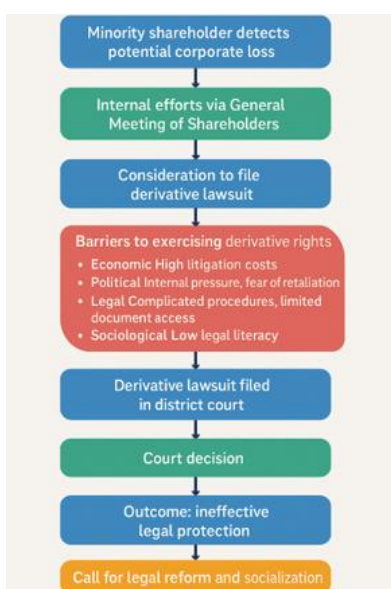 Minority shareholder detects
potential corporate loss
Internal efforts via General
Meeting of Shareholders
Consideration to file
derivative lawsuit
Barriers to exercising derivative rights
• Economic High litigation costs
• Political Internal pressure, fear of retaliation
• Legal Complicated procedures, limited
document access
• Sociological Low legal literacy
Derivative lawsuit filed
in district court
Court decision
Outcome: ineffective
legal protection
Call for legal reform and socialization